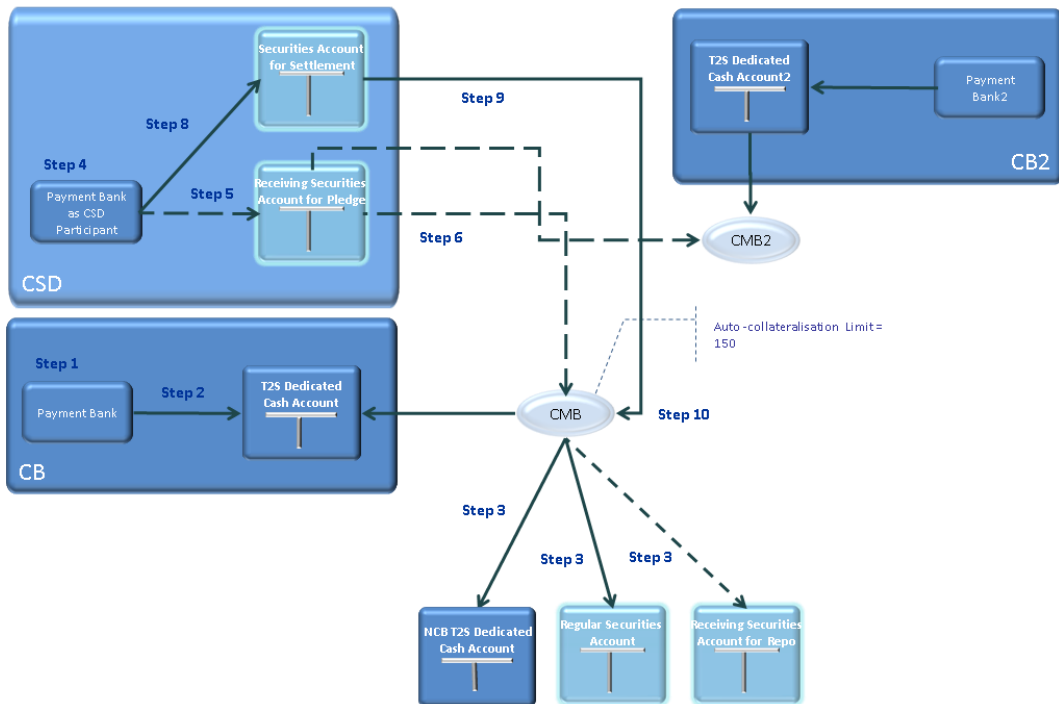 Securities Account
for Settlement
Step 9
Step 8
Step 4
Payment Bank
as CSD
Participant
Step 5
Receiving Securities
Account for Pledge
Step 6
CSD
T2S Dedicated
Cash Account2
Payment
Bank2
CB2
CMB2
Auto-collateralisation Limit =
150
Step 1
Payment Bank
Step 2
T2S Dedicated
Cash Account
CB
CMB
Step 10
Step 3
Step 3
Step 3
NCB T2S Dedicated
Cash Account
Regular Securities
Account
Receiving Securities
Account for Repo